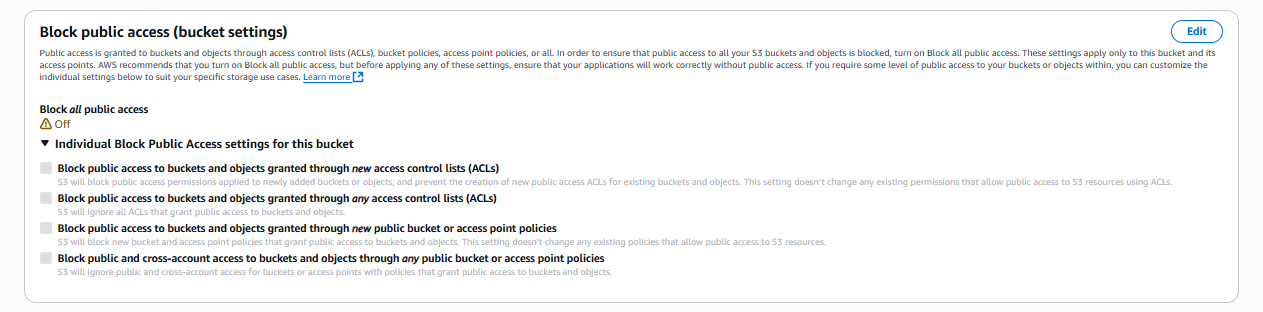 Block public access (bucket settings)
Edit
Public access is granted to buckets and objects through access control lists (ACLs), bucket policies, access point policies, or all. In order to ensure that public access to all your S3 buckets and objects is blocked, turn on Block all public access. These settings apply only to this bucket and its
access points. AWS recommends that you turn on Block all public access, but before applying any of these settings, ensure that your applications will work correctly without public access. If you require some level of public access to your buckets or objects within, you can customize the
individual settings below to suit your specific storage use cases. Learn more
Block all public access
Off
Individual Block Public Access settings for this bucket
Block public access to buckets and objects granted through new access control lists (ACLs)
S3 will block public access permissions applied to newly added buckets or objects, and prevent the creation of new public access ACLs for existing buckets and objects. This setting doesn't change any existing permissions that allow public access to S3 resources using ACLs.
Block public access to buckets and objects granted through any access control lists (ACLs)
S3 will ignore all ACLs that grant public access to buckets and objects.
Block public access to buckets and objects granted through new public bucket or access point policies
S3 will block new bucket and access point policies that grant public access to buckets and objects. This setting doesn't change any existing policies that allow public access to S3 resources.
Block public and cross-account access to buckets and objects through any public bucket or access point policies
S3 will ignore public and cross-account access for buckets or access points with policies that grant public access to buckets and objects.